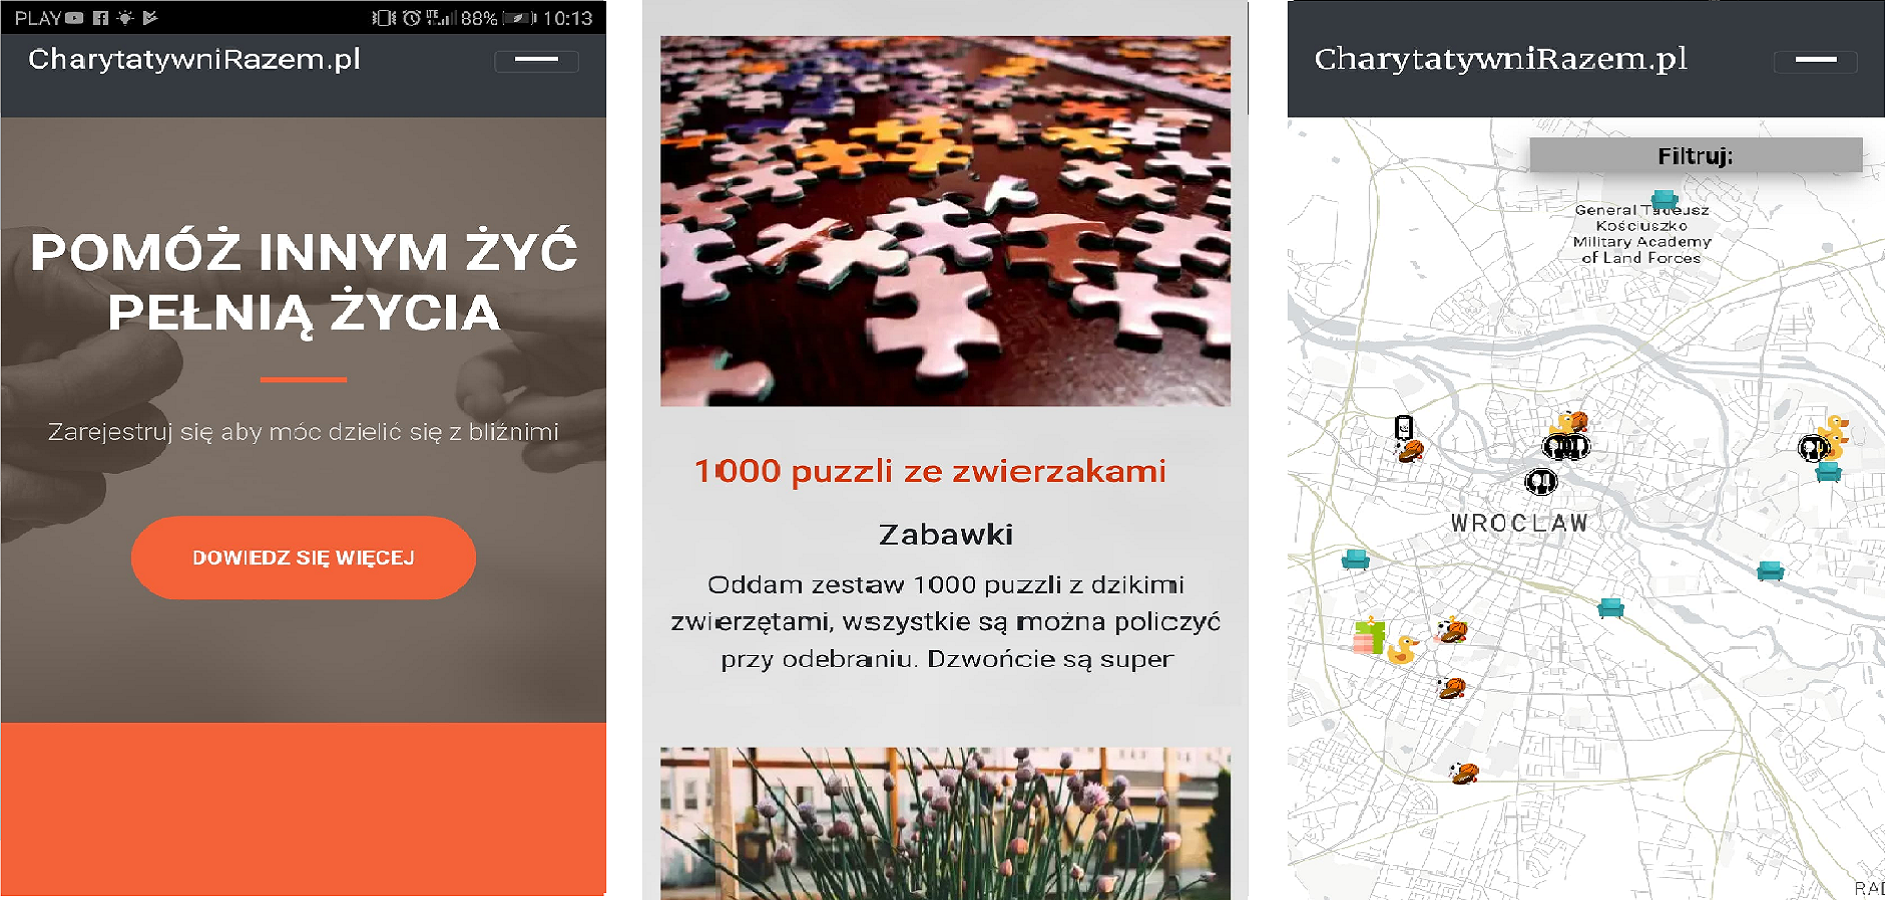 PLAY 88% 10:13
CharytatywniRazem.pl
POMÓŻ INNYM ŻYĆ
PEŁNIĄ ŻYCIA
Zarejestruj się aby móc dzielić się z bliźnimi
DOWIEDZ SIĘ WIĘCEJ
1000 puzzli ze zwierzakami
Zabawki
Oddam zestaw 1000 puzzli z dzikimi
zwierzętami, wszystkie są można policzyć
przy odebraniu. Dzwońcie są super
CharytatywniRazem.pl
Filtruj:
General Tadeusz
Kościuszko
Military Academy
of Land Forces
WROCLAW
RAD